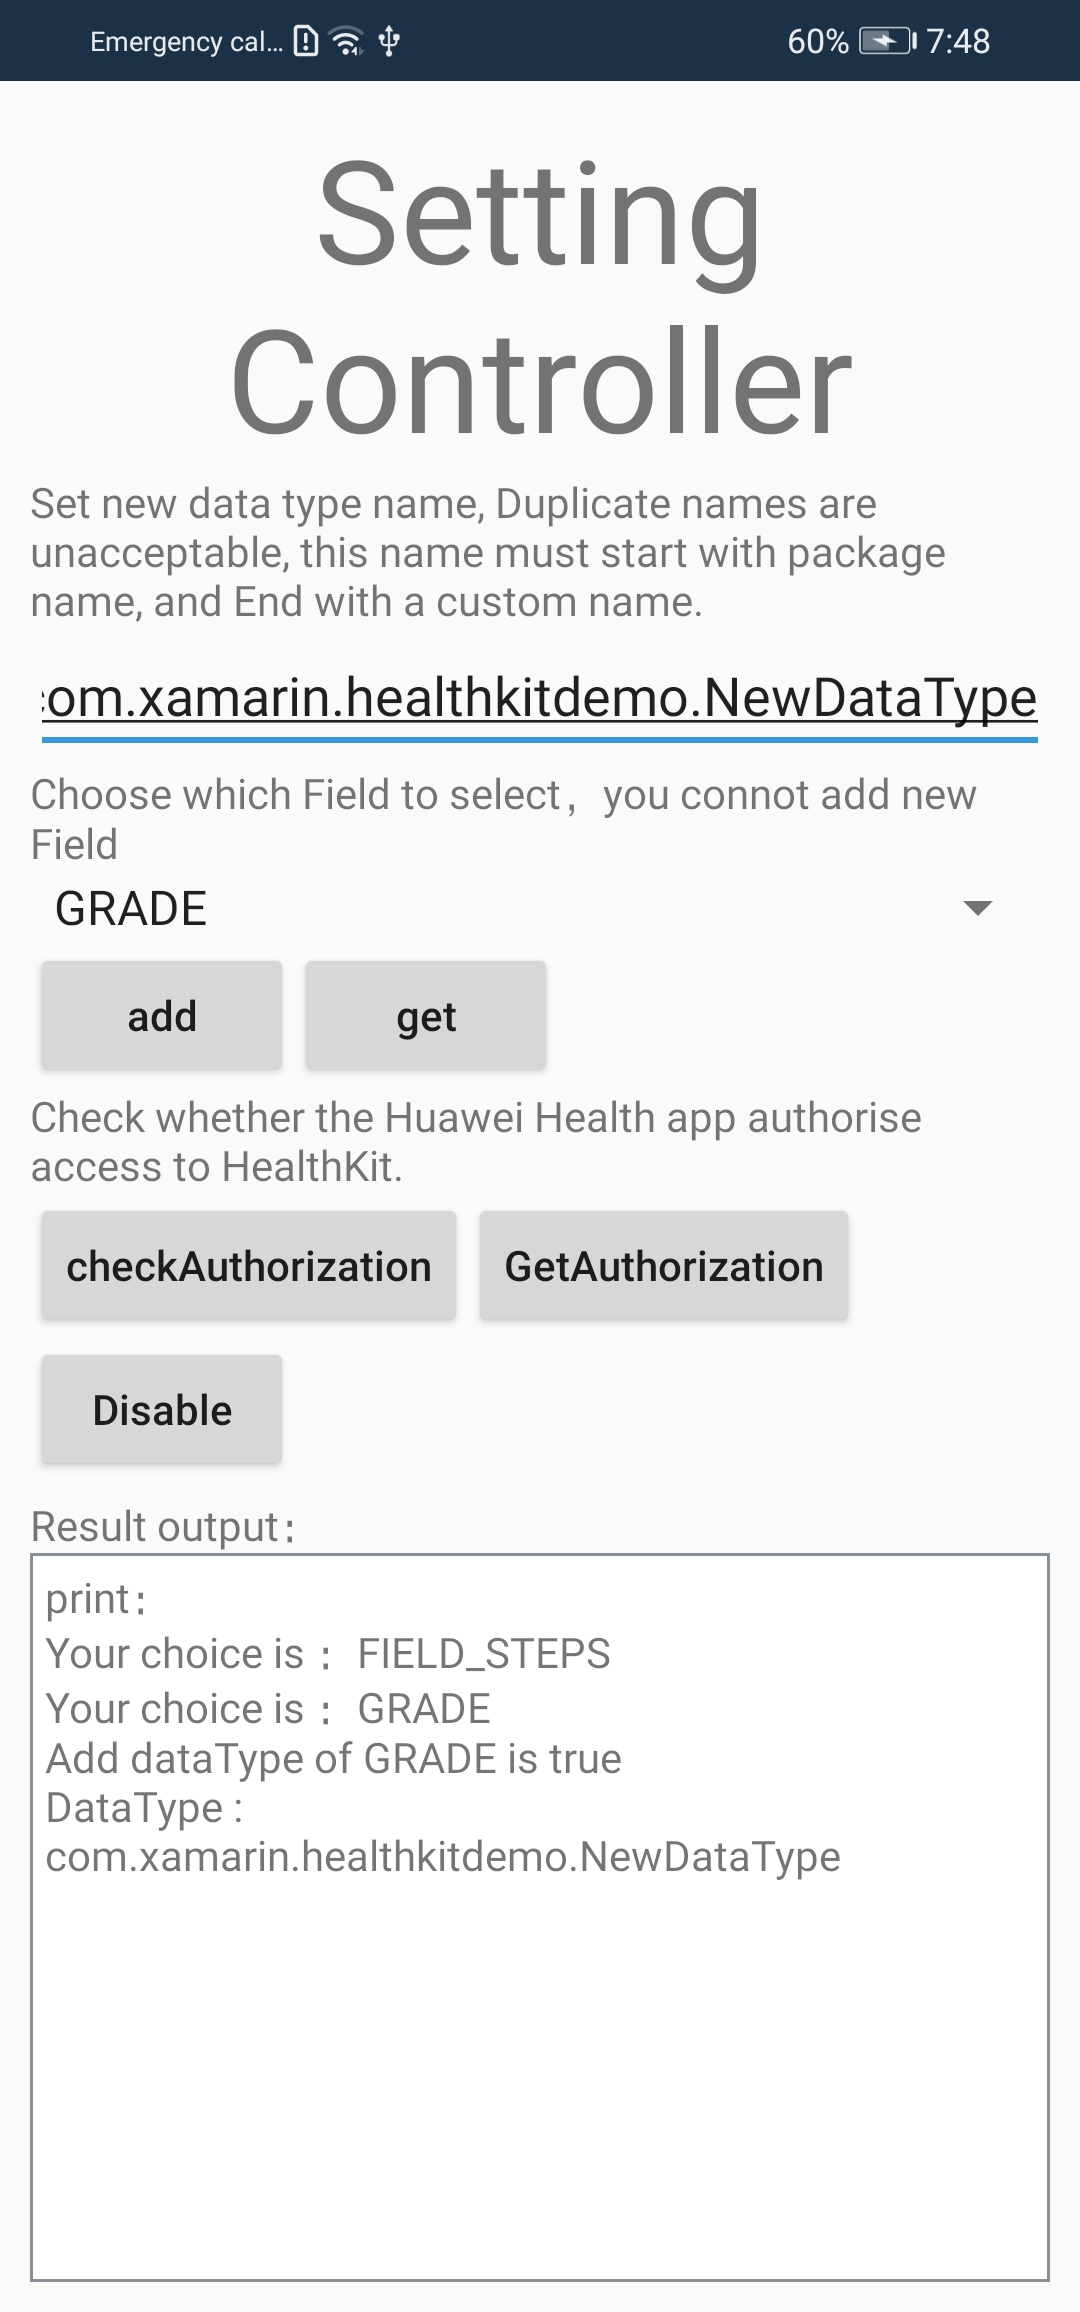 Emergency cal... 60% 7:48
Setting
Controller
Set new data type name, Duplicate names are
unacceptable, this name must start with package
name, and End with a custom name.
com.xamarin.healthkitdemo.NewDataType
Choose which Field to select，you connot add new
Field
GRADE
add get
Check whether the Huawei Health app authorise
access to HealthKit.
checkAuthorization GetAuthorization
Disable
Result output：
print：
Your choice is ：FIELD_STEPS
Your choice is ：GRADE
Add dataType of GRADE is true
DataType :
com.xamarin.healthkitdemo.NewDataType